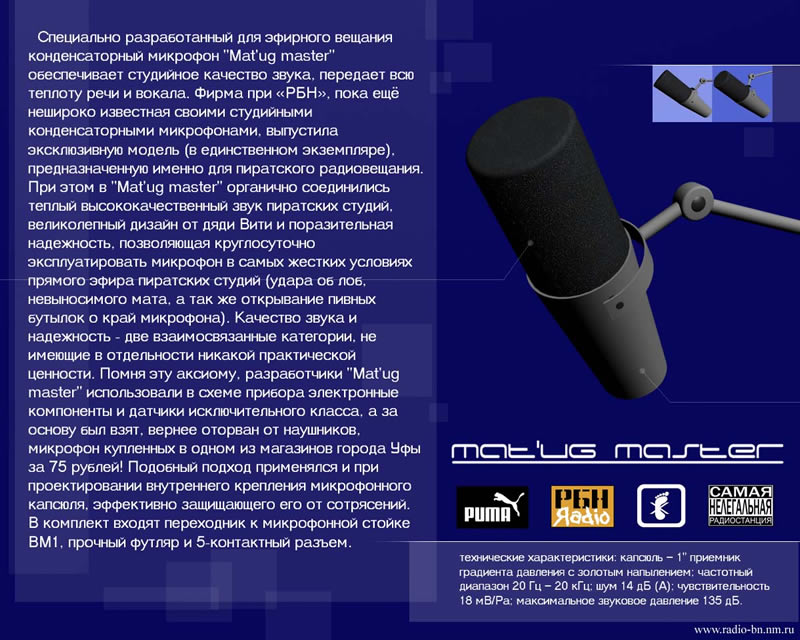 Специально разработанный для эфирного вещания
конденсаторный микрофон "Mat'ug master"
обеспечивает студийное качество звука, передает всю
теплоту речи и вокала. Фирма при «РБН», пока ещё
нешироко известная своими студийными
конденсаторными микрофонами, выпустила
эксклюзивную модель (в единственном экземпляре),
предназначенную именно для пиратского радиовещания.
При этом в "Mat'ug master" органично соединились
теплый высококачественный звук пиратских студий,
великолепный дизайн от дяди Вити и поразительная
надежность, позволяющая круглосуточно
эксплуатировать микрофон в самых жестких условиях
прямого эфира пиратских студий (удара об лоб,
невыносимого мата, а так же открывание пивных
бутылок о край микрофона). Качество звука и
надежность - две взаимосвязанные категории, не
имеющие в отдельности никакой практической
ценности. Помня эту аксиому, разработчики "Mat'ug
master" использовали в схеме прибора электронные
компоненты и датчики исключительного класса, а за
основу был взят, вернее оторван от наушников,
микрофон купленных в одном из магазинов города Уфы
за 75 рублей! Подобный подход применялся и при
проектировании внутреннего крепления микрофонного
капсюля, эффективно защищающего его от сотрясений.
В комплект входят переходник к микрофонной стойке
BM1, прочный футляр и 5-контактный разъем.
mat'ug master
PUMA
РБН
Яadio
САМАЯ
НЕЛЕГАЛЬНАЯ
РАДИОСТАНЦИЯ
технические характеристики: капсюль – 1" приемник
градиента давления с золотым напылением; частотный
диапазон 20 Гц – 20 кГц; шум 14 дБ (А); чувствительность
18 мВ/Ра; максимальное звуковое давление 135 дБ.
www.radio-bn.nm.ru